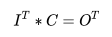 I^T * C = O^T